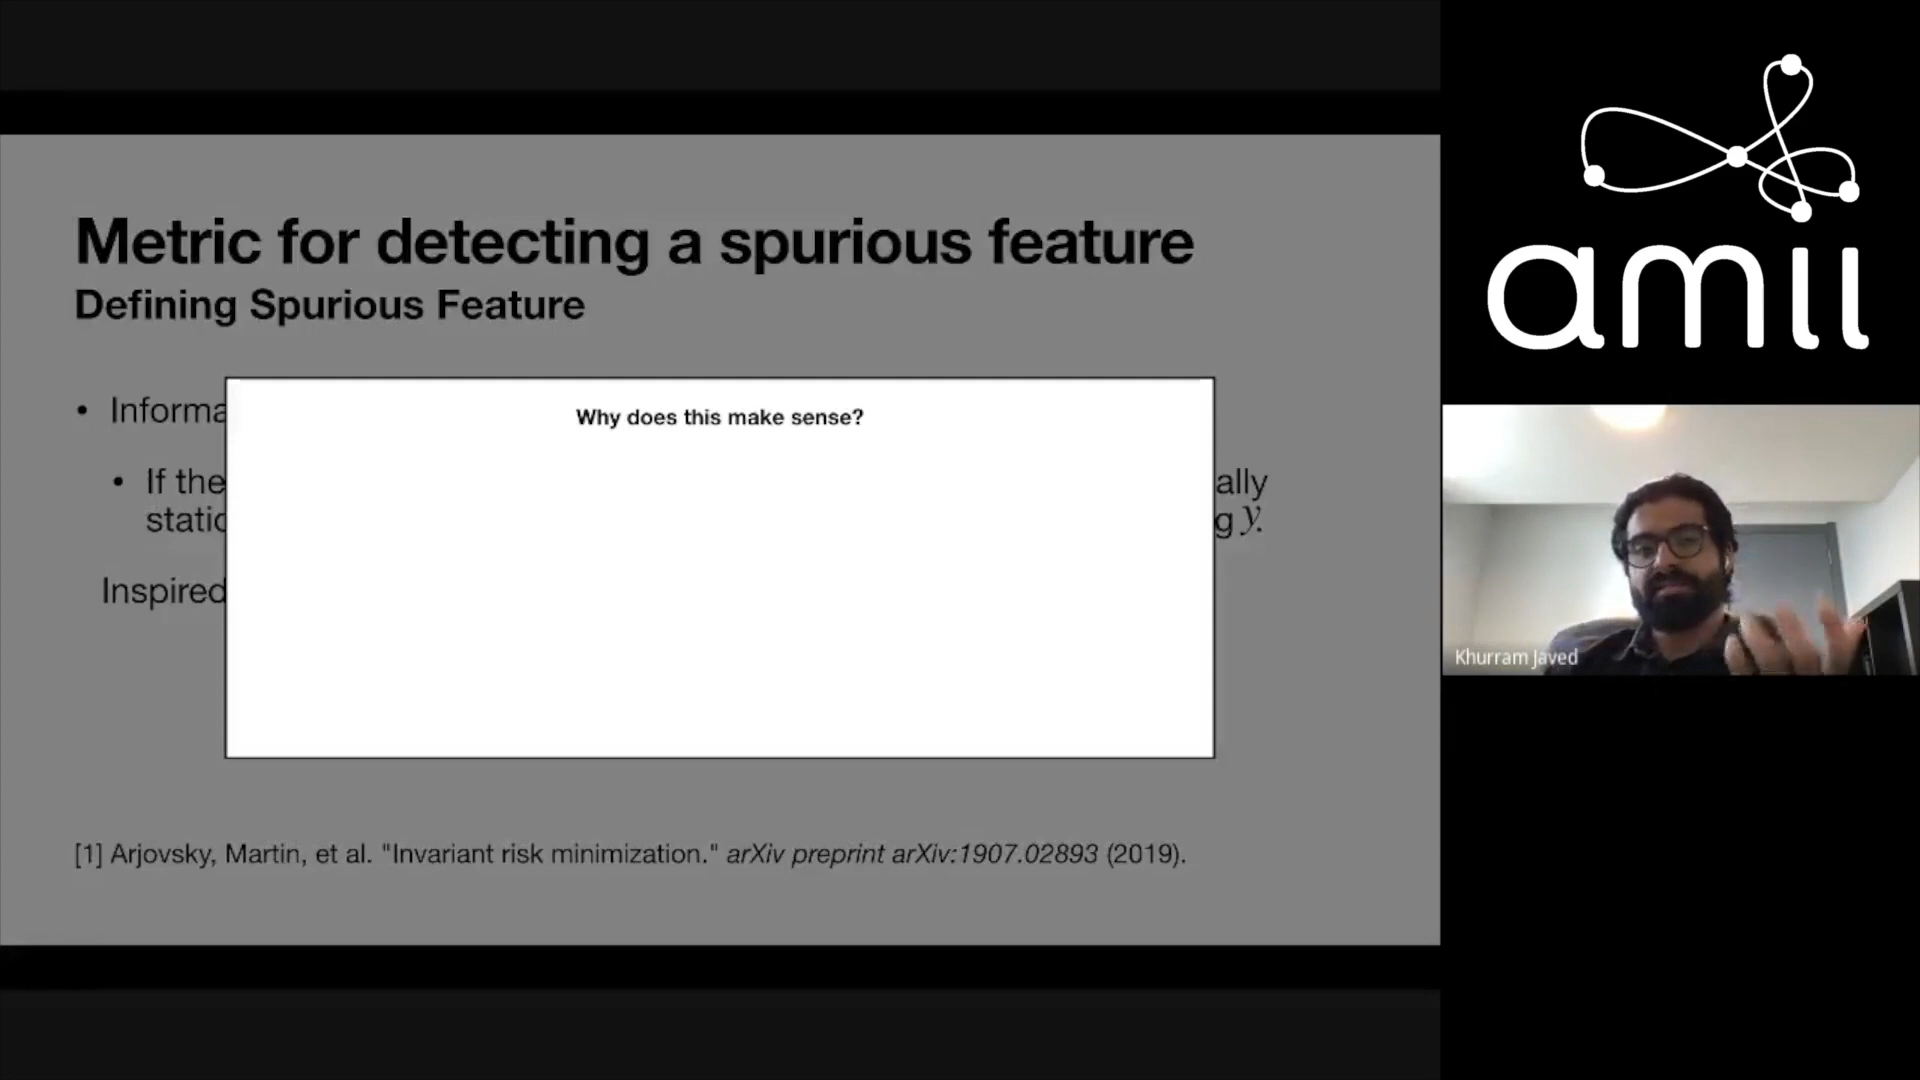 Metric for detecting a spurious feature
Defining Spurious Feature
• Informa
Why does this make sense?
• If the
ally
static
g y.
Inspired
[1] Arjovsky, Martin, et al. "Invariant risk minimization." arXiv preprint arXiv:1907.02893 (2019).
amii
Khurram Javed